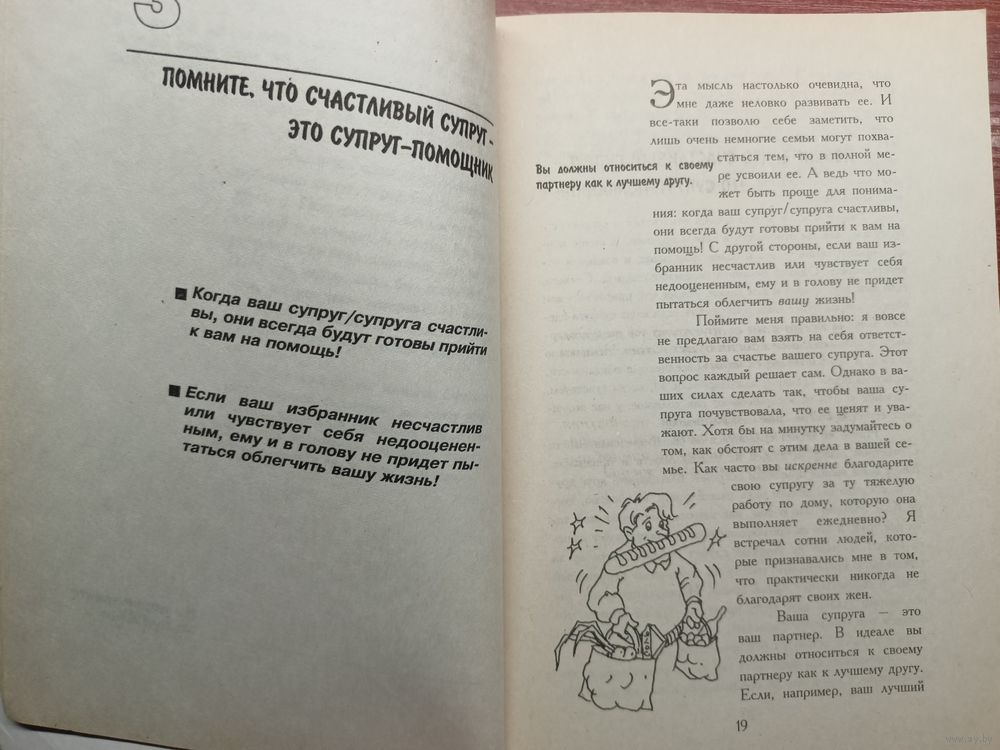 3
ПОМНИТЕ, ЧТО СЧАСТЛИВЫЙ СУПРУГ –
ЭТО СУПРУГ–ПОМОЩНИК
■ Когда ваш супруг/супруга счастли-
вы, они всегда будут готовы прийти
к вам на помощь!
■ Если ваш избранник несчастлив
или чувствует себя недооценен-
ным, ему и в голову не придет пы-
таться облегчить вашу жизнь!
Эта мысль настолько очевидна, что
мне даже неловко развивать ее. И
все-таки позволю себе заметить, что
лишь очень немногие семьи могут похва-
статься тем, что в полной ме-
ре усвоили ее. А ведь что мо-
жет быть проще для понима-
ния: когда ваш супруг/супруга счастливы,
они всегда будут готовы прийти к вам на
помощь! С другой стороны, если ваш из-
бранник несчастлив или чувствует себя
недооцененным, ему и в голову не придет
пытаться облегчить вашу жизнь!
Вы должны относиться к своему
партнеру как к лучшему другу.
Поймите меня правильно: я вовсе
не предлагаю вам взять на себя ответст-
венность за счастье вашего супруга. Этот
вопрос каждый решает сам. Однако в ва-
ших силах сделать так, чтобы ваша су-
пруга почувствовала, что ее ценят и ува-
жают. Хотя бы на минутку задумайтесь о
том, как обстоят с этим дела в вашей се-
мье. Как часто вы искренне благодарите
свою супругу за ту тяжелую
работу по дому, которую она
выполняет ежедневно? Я
встречал сотни людей, кото-
рые признавались мне в том,
что практически никогда не
благодарят своих жен.
Ваша супруга — это
ваш партнер. В идеале вы
должны относиться к своему
партнеру как к лучшему другу.
Если, например, ваш лучший
19
www.ay.by